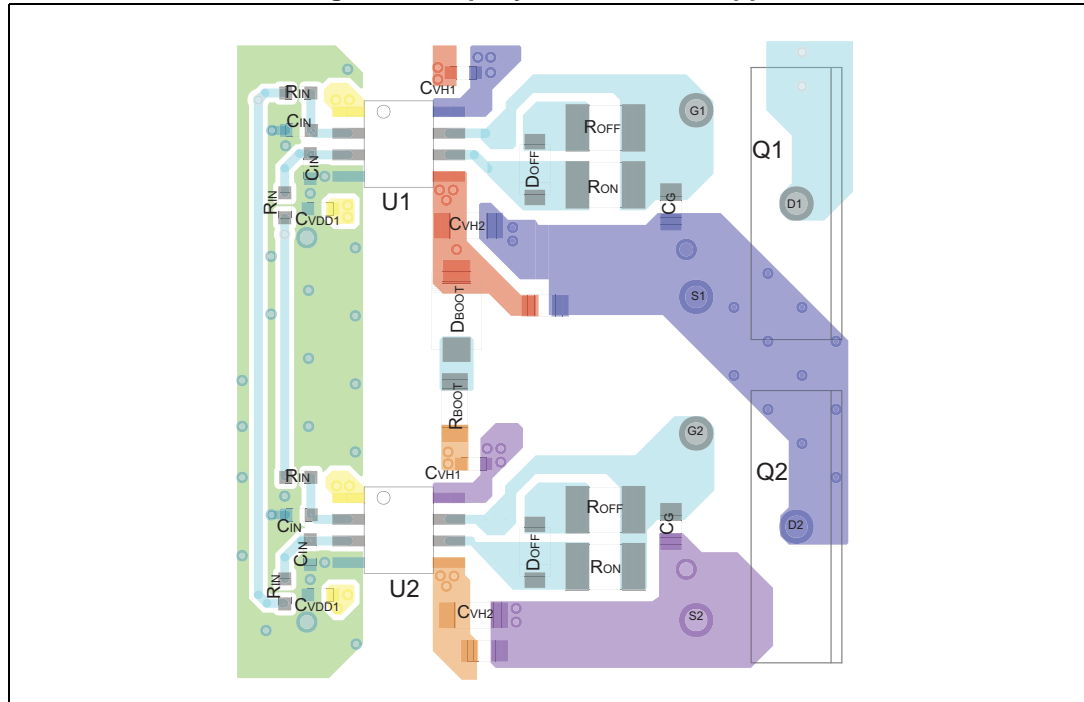 CVH1
RIN
CIN
CIN
RIN
CVDD1
U1
DOFF
ROFF
RON
G1
CG
Q1
D1
CVH2
S1
DBOOT
RBOOT
CVH1
RIN
CIN
CIN
RIN
CVDD1
U2
DOFF
ROFF
RON
G2
CG
Q2
D2
CVH2
S2